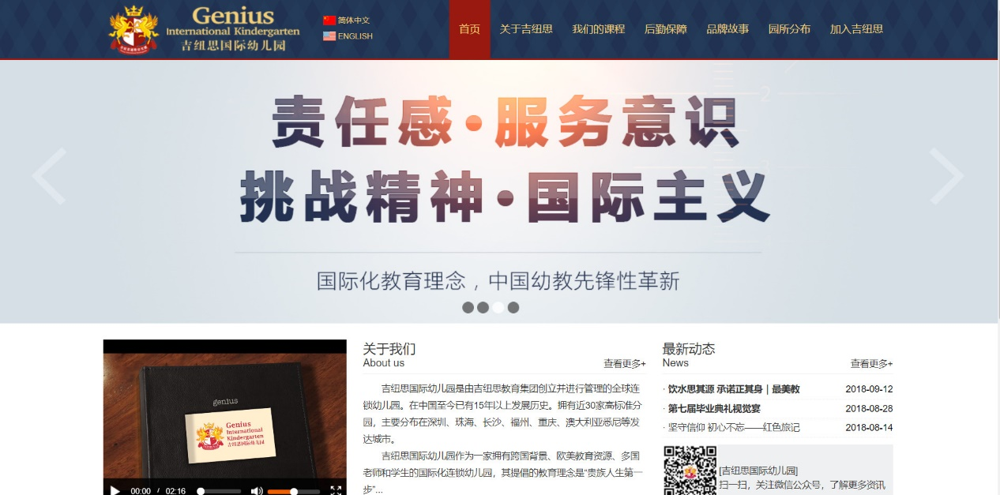 Genius
International Kindergarten
吉纽思国际幼儿园
简体中文
ENGLISH
首页 关于吉纽思 我们的课程 后勤保障 品牌故事 园所分布 加入吉纽思
责任感·服务意识
挑战精神·国际主义
国际化教育理念，中国幼教先锋性革新
genius
Genius
International
Kindergarten
吉纽思国际幼儿园
00:00 / 02:16
关于我们
About us
查看更多+
吉纽思国际幼儿园是由吉纽思教育集团创立并进行管理的全球连
锁幼儿园。在中国至今已有15年以上发展历史。拥有近30家高标准分
园，主要分布在深圳、珠海、长沙、福州、重庆、澳大利亚悉尼等发
达城市。
吉纽思国际幼儿园作为一家拥有跨国背景、欧美教育资源、多国
老师和学生的国际化连锁幼儿园，其提倡的教育理念是“贵族人生第一
步”...
最新动态
News
查看更多+
· 饮水思其源 承诺正其身｜最美教 2018-09-12
· 第七届毕业典礼视觉宴 2018-08-28
· 坚守信仰 初心不忘——红色旅记 2018-08-14
[吉纽思国际幼儿园]
扫一扫，关注微信公众号，了解更多资讯